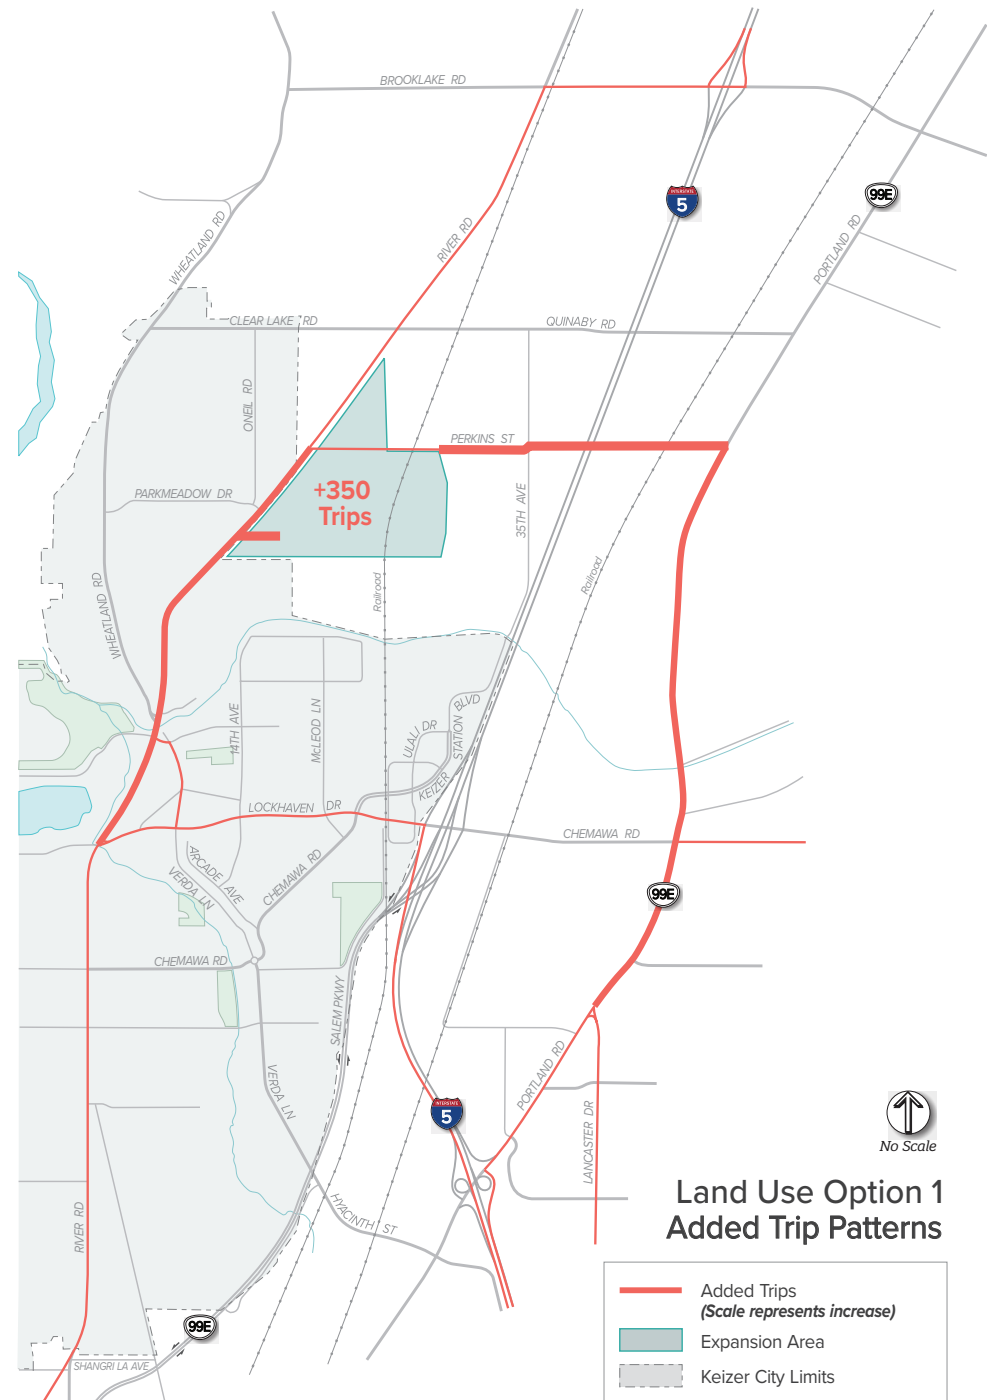 BROOKLAKE RD
INTERSTATE
5
99E
WHEATLAND RD
RIVER RD
PORTLAND RD
CLEAR LAKE RD
QUINABY RD
ONEIL RD
PERKINS ST
PARKMEADOW DR
+350
Trips
35TH AVE
Railroad
Railroad
WHEATLAND RD
14TH AVE
McLEOD LN
ULALI DR
KEIZER STATION BLVD
LOCKHAVEN DR
CHEMAWA RD
ARCADE AVE
VERDA LN
CHEMAWA RD
99E
CHEMAWA RD
SALEM PKWY
PORTLAND RD
VERDA LN
LANCASTER DR
INTERSTATE
5
No Scale
RIVER RD
HYACINTH ST
Land Use Option 1
Added Trip Patterns
99E
SHANGRI LA AVE
Added Trips
(Scale represents increase)
Expansion Area
Keizer City Limits